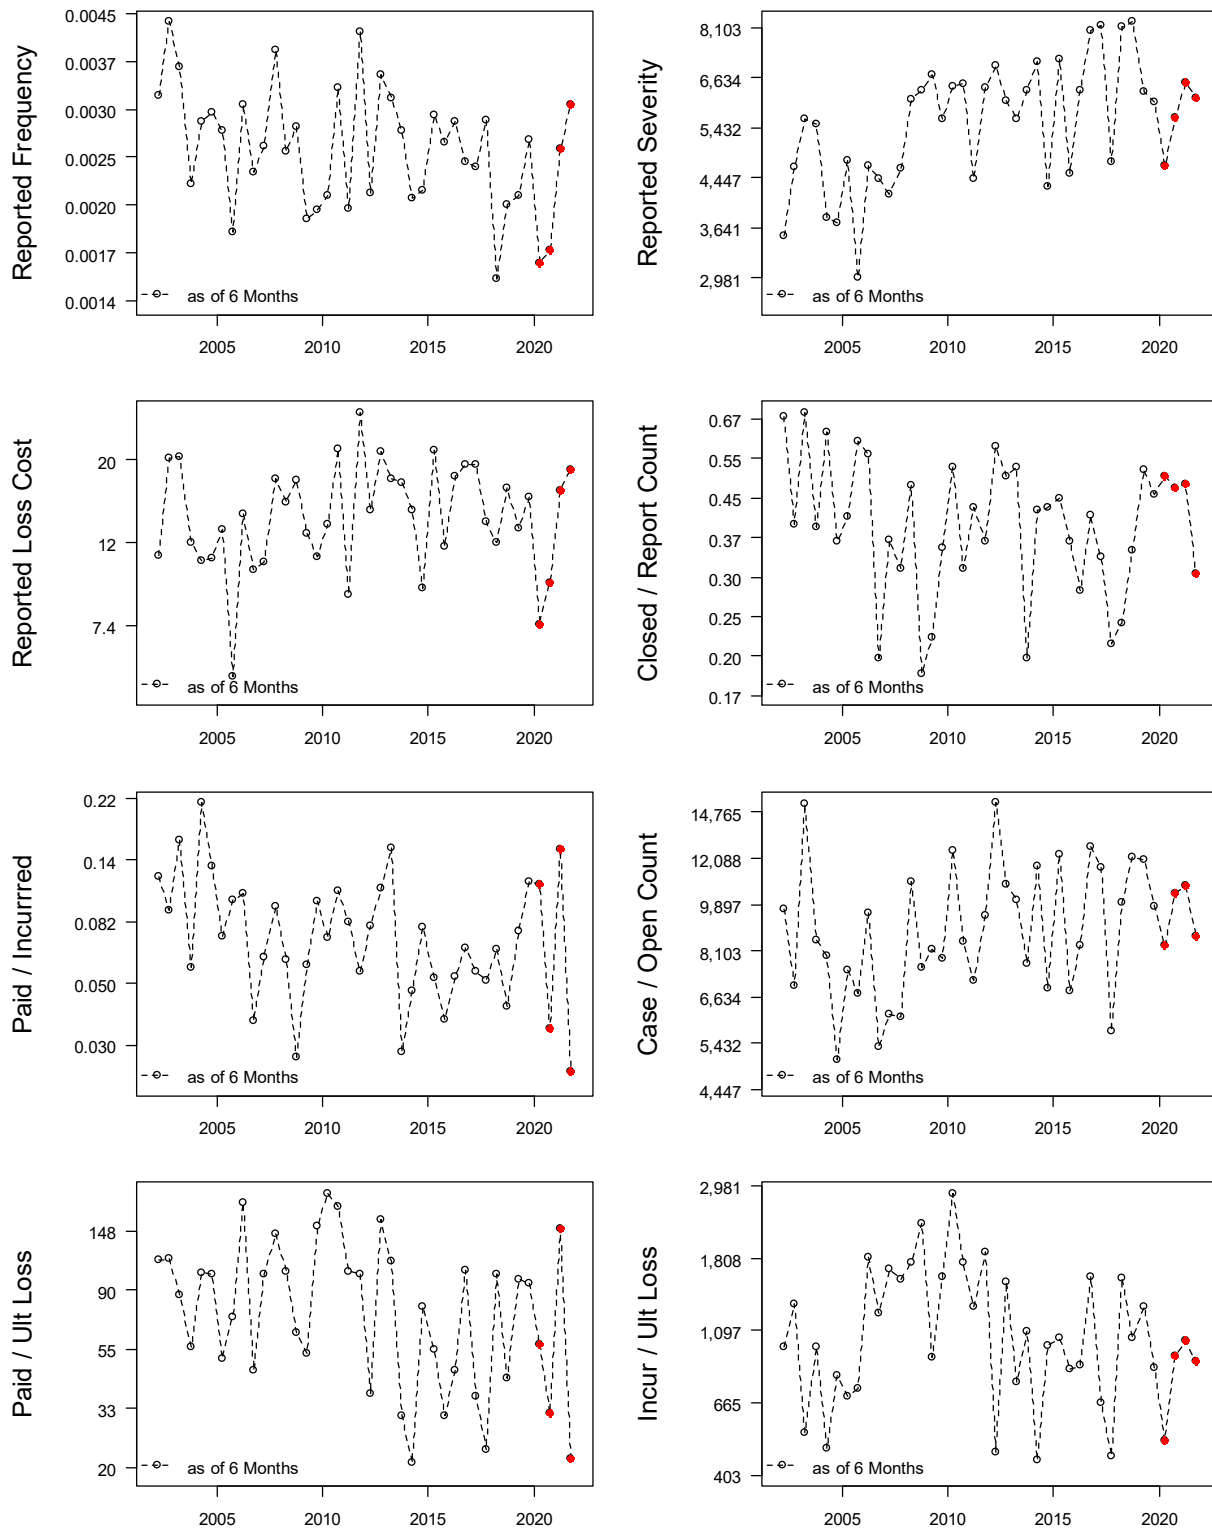 Reported Frequency
0.0045
0.0037
0.0030
0.0025
0.0020
0.0017
0.0014
as of 6 Months
2005 2010 2015 2020
Reported Severity
8,103
6,634
5,432
4,447
3,641
2,981
as of 6 Months
2005 2010 2015 2020
Reported Loss Cost
20
12
7.4
as of 6 Months
2005 2010 2015 2020
Closed / Report Count
0.67
0.55
0.45
0.37
0.30
0.25
0.20
0.17
as of 6 Months
2005 2010 2015 2020
Paid / Incurrred
0.22
0.14
0.082
0.050
0.030
as of 6 Months
2005 2010 2015 2020
Case / Open Count
14,765
12,088
9,897
8,103
6,634
5,432
4,447
as of 6 Months
2005 2010 2015 2020
Paid / Ult Loss
148
90
55
33
20
as of 6 Months
2005 2010 2015 2020
Incur / Ult Loss
2,981
1,808
1,097
665
403
as of 6 Months
2005 2010 2015 2020